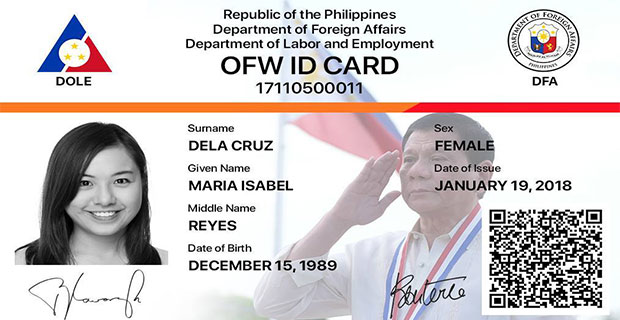 Republic of the Philippines
Department of Foreign Affairs
Department of Labor and Employment
OFW ID CARD
17110500011
DOLE
DEPARTMENT OF FOREIGN AFFAIRS
PHILIPPINES
DFA
Surname
DELA CRUZ
Given Name
MARIA ISABEL
Middle Name
REYES
Date of Birth
DECEMBER 15, 1989
Sex
FEMALE
Date of Issue
JANUARY 19, 2018